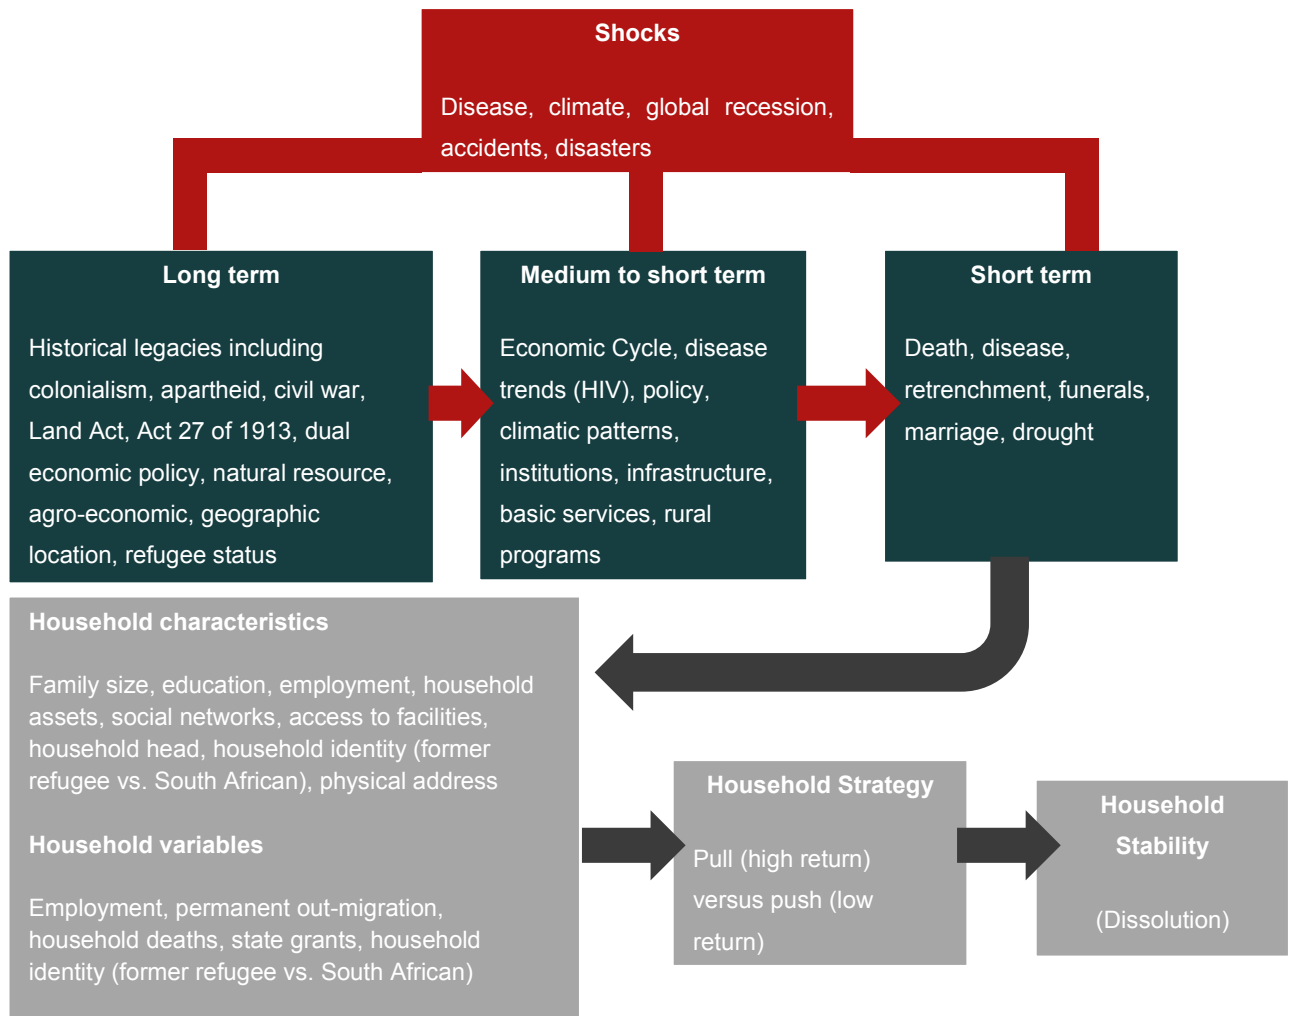 Shocks
Disease, climate, global recession,
accidents, disasters
Long term
Historical legacies including
colonialism, apartheid, civil war,
Land Act, Act 27 of 1913, dual
economic policy, natural resource,
agro-economic, geographic
location, refugee status
Medium to short term
Economic Cycle, disease
trends (HIV), policy,
climatic patterns,
institutions, infrastructure,
basic services, rural
programs
Short term
Death, disease,
retrenchment, funerals,
marriage, drought
Household characteristics
Family size, education, employment, household
assets, social networks, access to facilities,
household head, household identity (former
refugee vs. South African), physical address
Household variables
Employment, permanent out-migration,
household deaths, state grants, household
identity (former refugee vs. South African)
Household Strategy
Pull (high return)
versus push (low
return)
Household
Stability
(Dissolution)